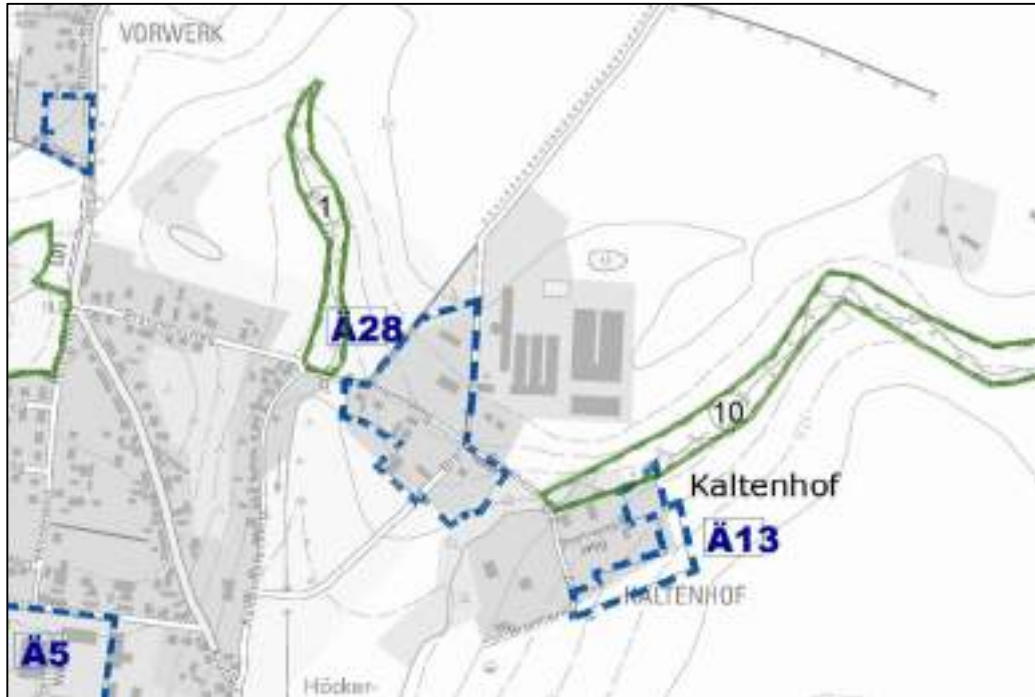 VORWERK
1
Ä28
10
Kaltenhof
Ä13
KALTENHOF
Ä5
Höcker-